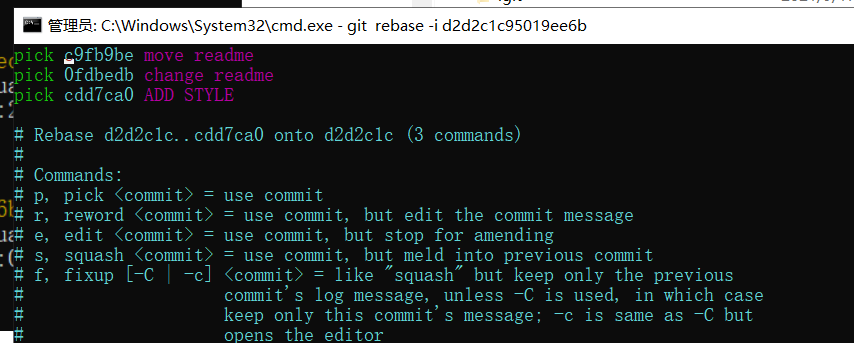 管理员: C:\Windows\System32\cmd.exe - git  rebase -i d2d2c1c95019ee6b
pick c9fb9be move readme
pick 0fdbedb change readme
pick cdd7ca0 ADD STYLE
# Rebase d2d2c1c..cdd7ca0 onto d2d2c1c (3 commands)
#
# Commands:
# p, pick <commit> = use commit
# r, reword <commit> = use commit, but edit the commit message
# e, edit <commit> = use commit, but stop for amending
# s, squash <commit> = use commit, but meld into previous commit
# f, fixup [-C | -c] <commit> = like "squash" but keep only the previous
#                    commit's log message, unless -C is used, in which case
#                    keep only this commit's message; -c is same as -C but
#                    opens the editor